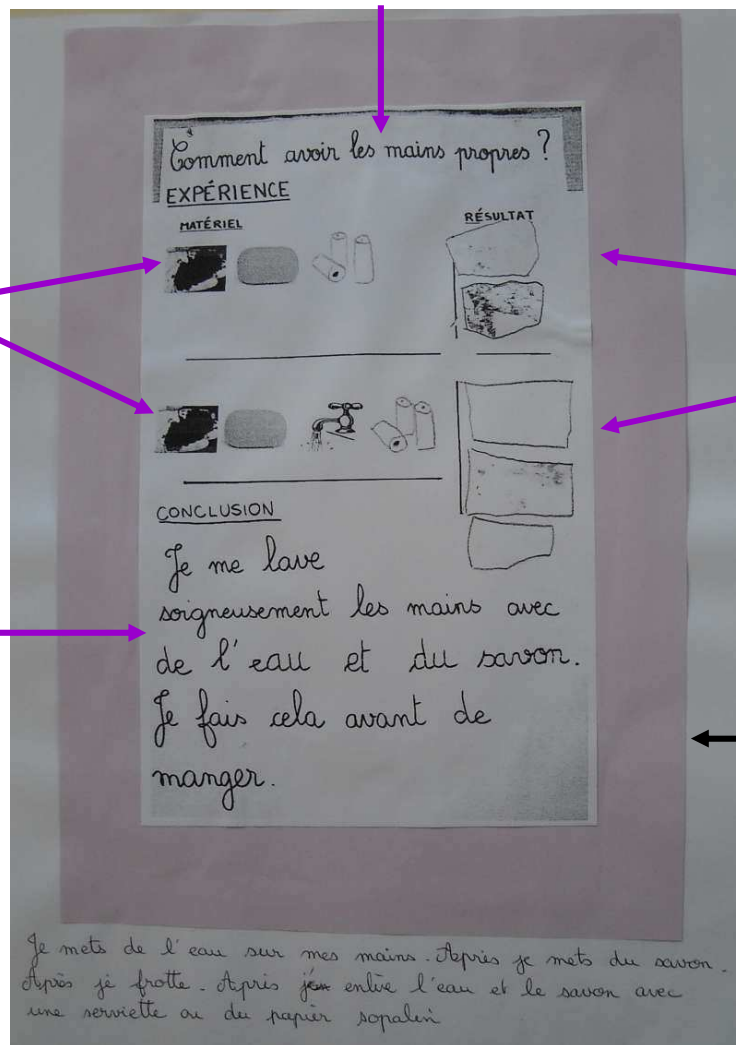 Comment avoir les mains propres ?
EXPÉRIENCE
MATÉRIEL
RÉSULTAT
CONCLUSION
Je me lave
soigneusement les mains avec
de l'eau et du savon.
Je fais cela avant de
manger.
Je mets de l'eau sur mes mains. Après je mets du savon.
Après je frotte. Après j'en enlève l'eau et le savon avec
une serviette ou du papier sopalin